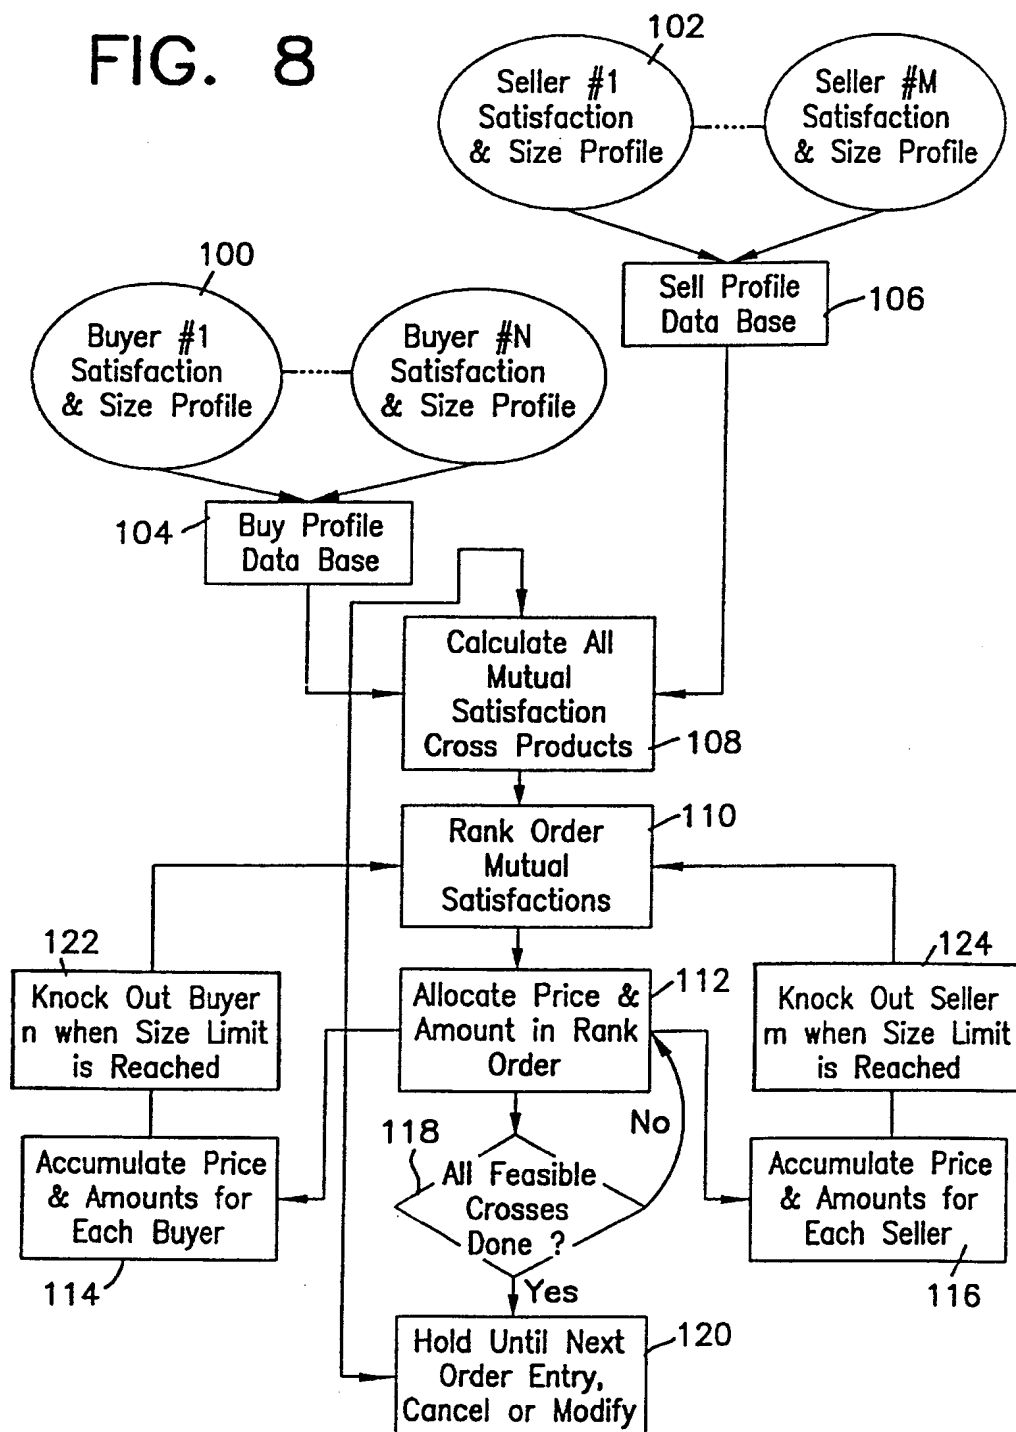 FIG. 8
102
Seller #1
Satisfaction
& Size Profile
Seller #M
Satisfaction
& Size Profile
100
Buyer #1
Satisfaction
& Size Profile
Buyer #N
Satisfaction
& Size Profile
Sell Profile
Data Base
106
104
Buy Profile
Data Base
Calculate All
Mutual
Satisfaction
Cross Products
108
Rank Order
Mutual
Satisfactions
110
122
Knock Out Buyer
n when Size Limit
is Reached
Allocate Price &
Amount in Rank
Order
112
124
Knock Out Seller
m when Size Limit
is Reached
Accumulate Price
& Amounts for
Each Buyer
114
118
All Feasible
Crosses
Done ?
No
Yes
Accumulate Price
& Amounts for
Each Seller
116
Hold Until Next
Order Entry,
Cancel or Modify
120